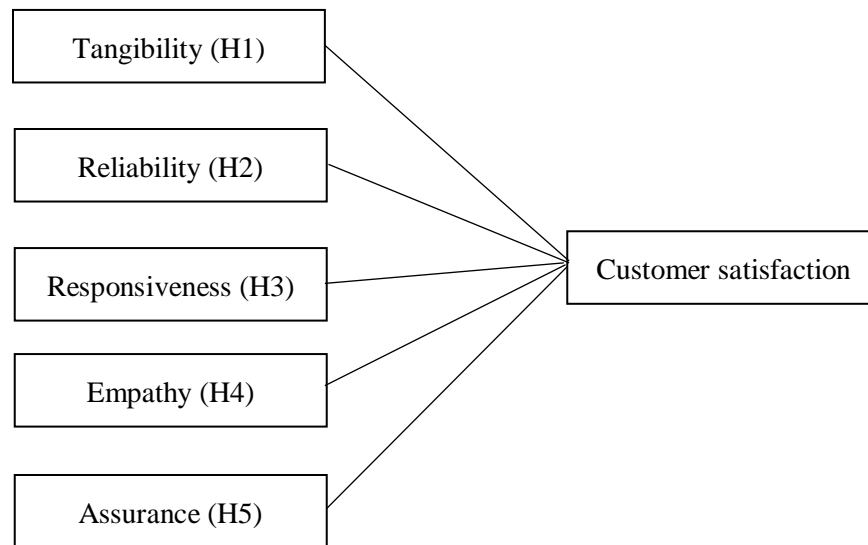 Tangibility (H1)
Reliability (H2)
Responsiveness (H3)
Customer satisfaction
Empathy (H4)
Assurance (H5)